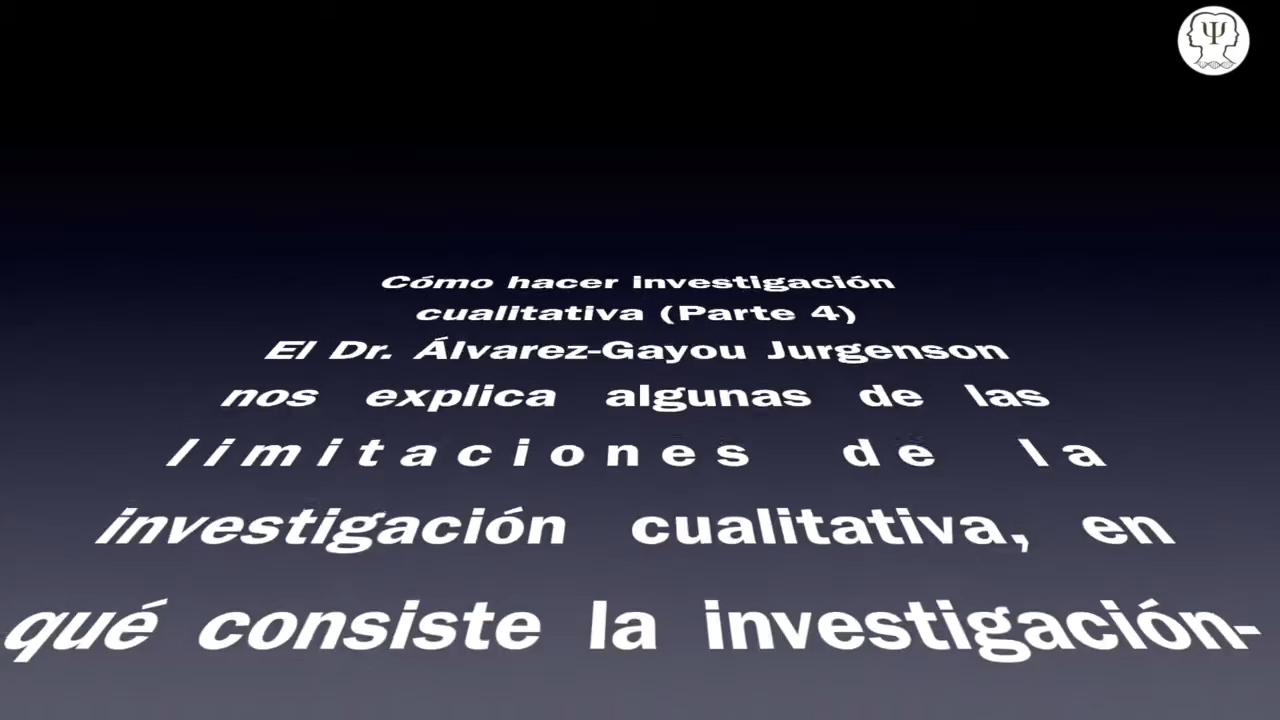 Ψ
Cómo hacer investigación
cualitativa (Parte 4)
El Dr. Álvarez-Gayou Jurgenson
nos explica algunas de las
limitaciones de la
investigación cualitativa, en
qué consiste la investigación-